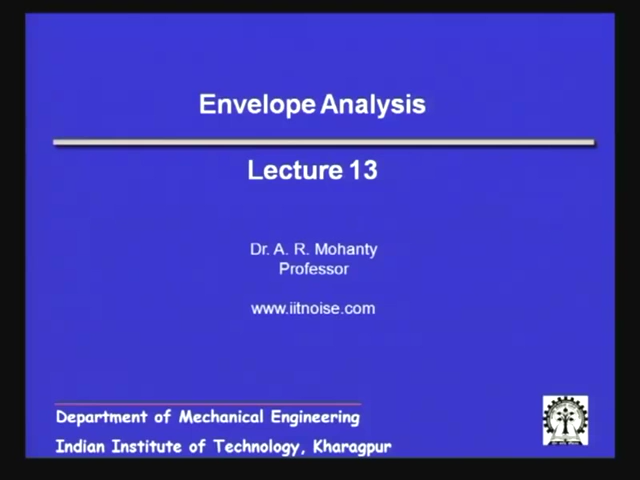 Envelope Analysis
Lecture 13
Dr. A. R. Mohanty
Professor
www.iitnoise.com
Department of Mechanical Engineering
Indian Institute of Technology, Kharagpur